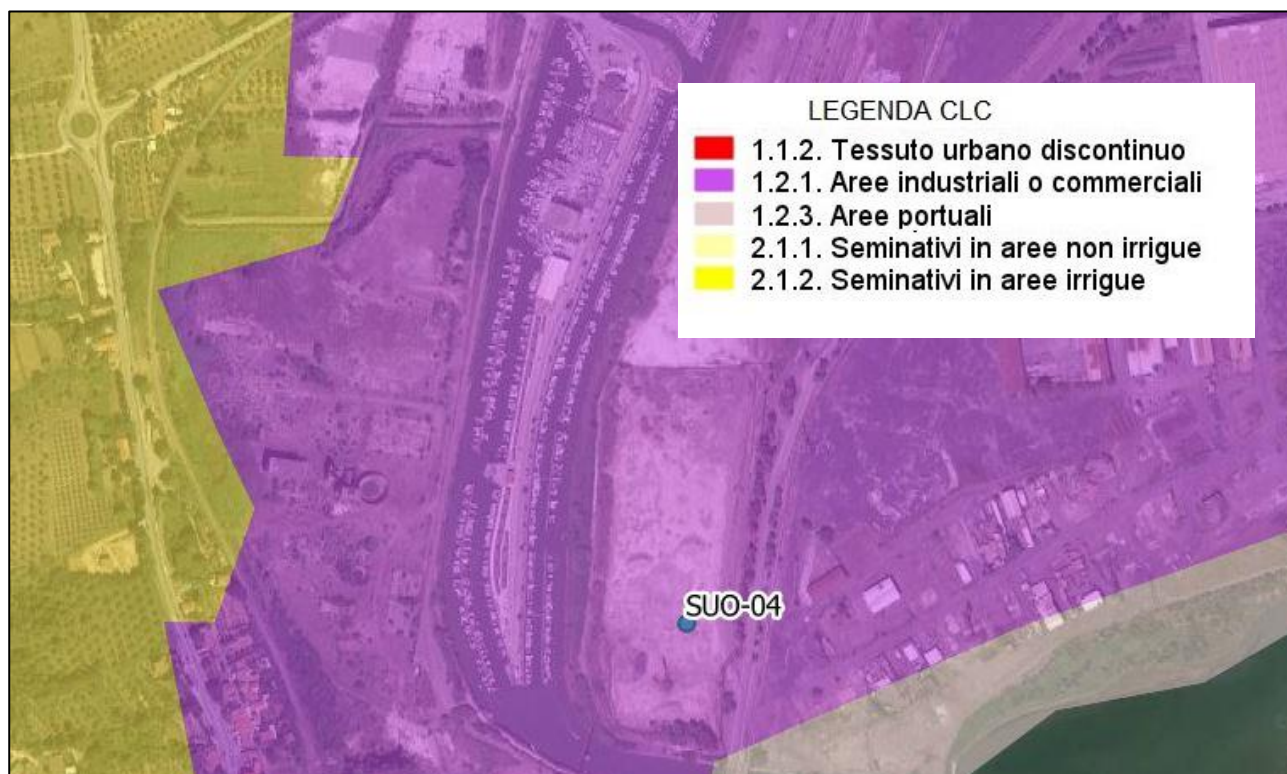 LEGENDA CLC
1.1.2. Tessuto urbano discontinuo
1.2.1. Aree industriali o commerciali
1.2.3. Aree portuali
2.1.1. Seminativi in aree non irrigue
2.1.2. Seminativi in aree irrigue
SUO-04